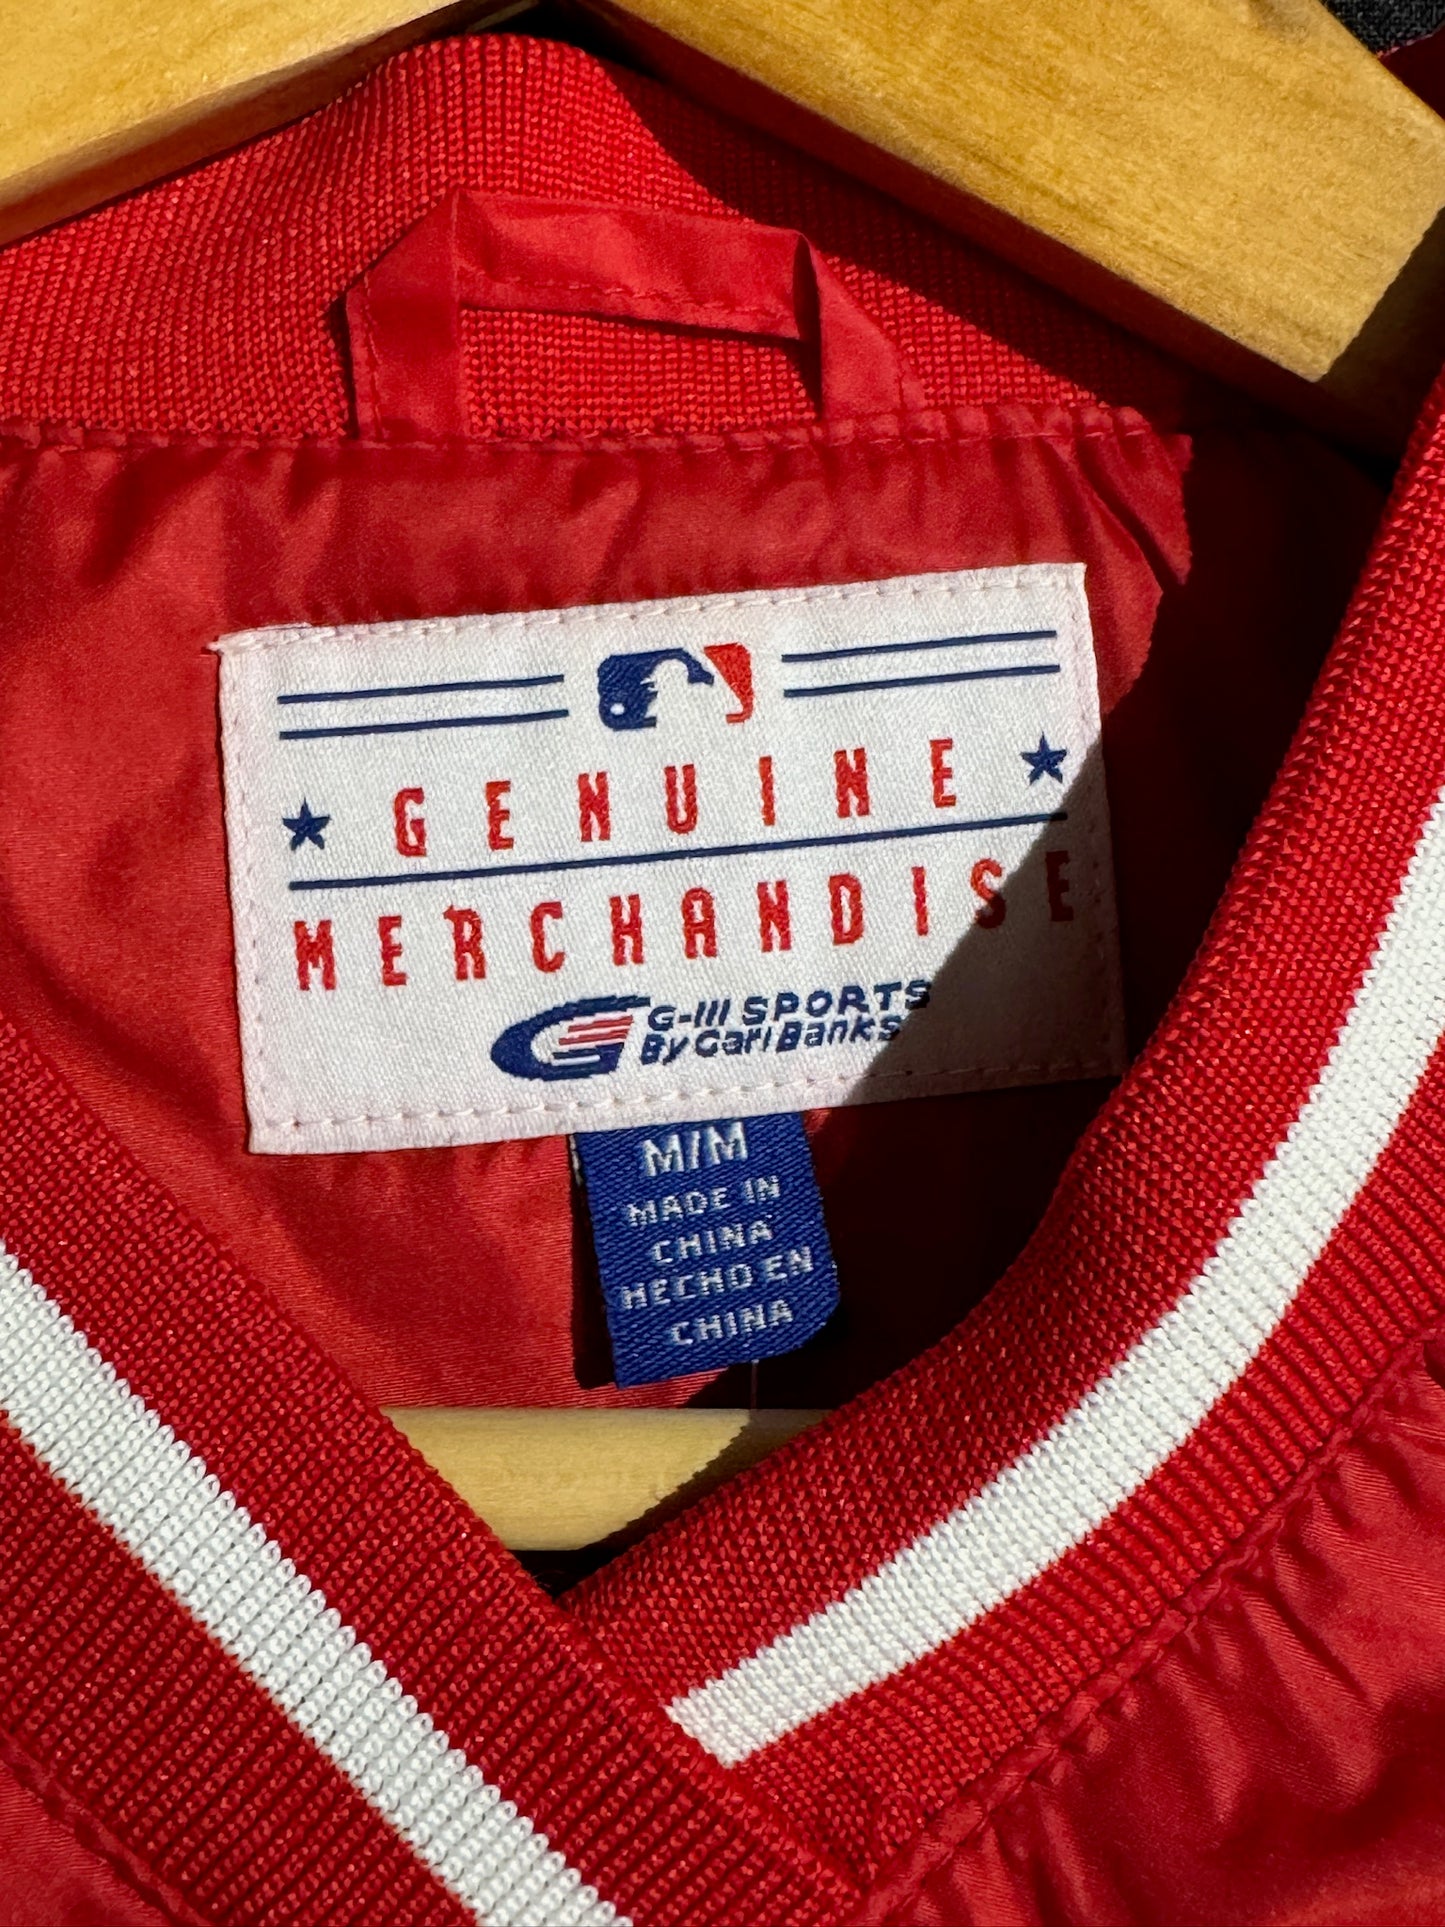 GENUINE
MERCHANDISE
G-III SPORTS
By Carl Banks
M/M
MADE IN
CHINA
HECHO EN
CHINA